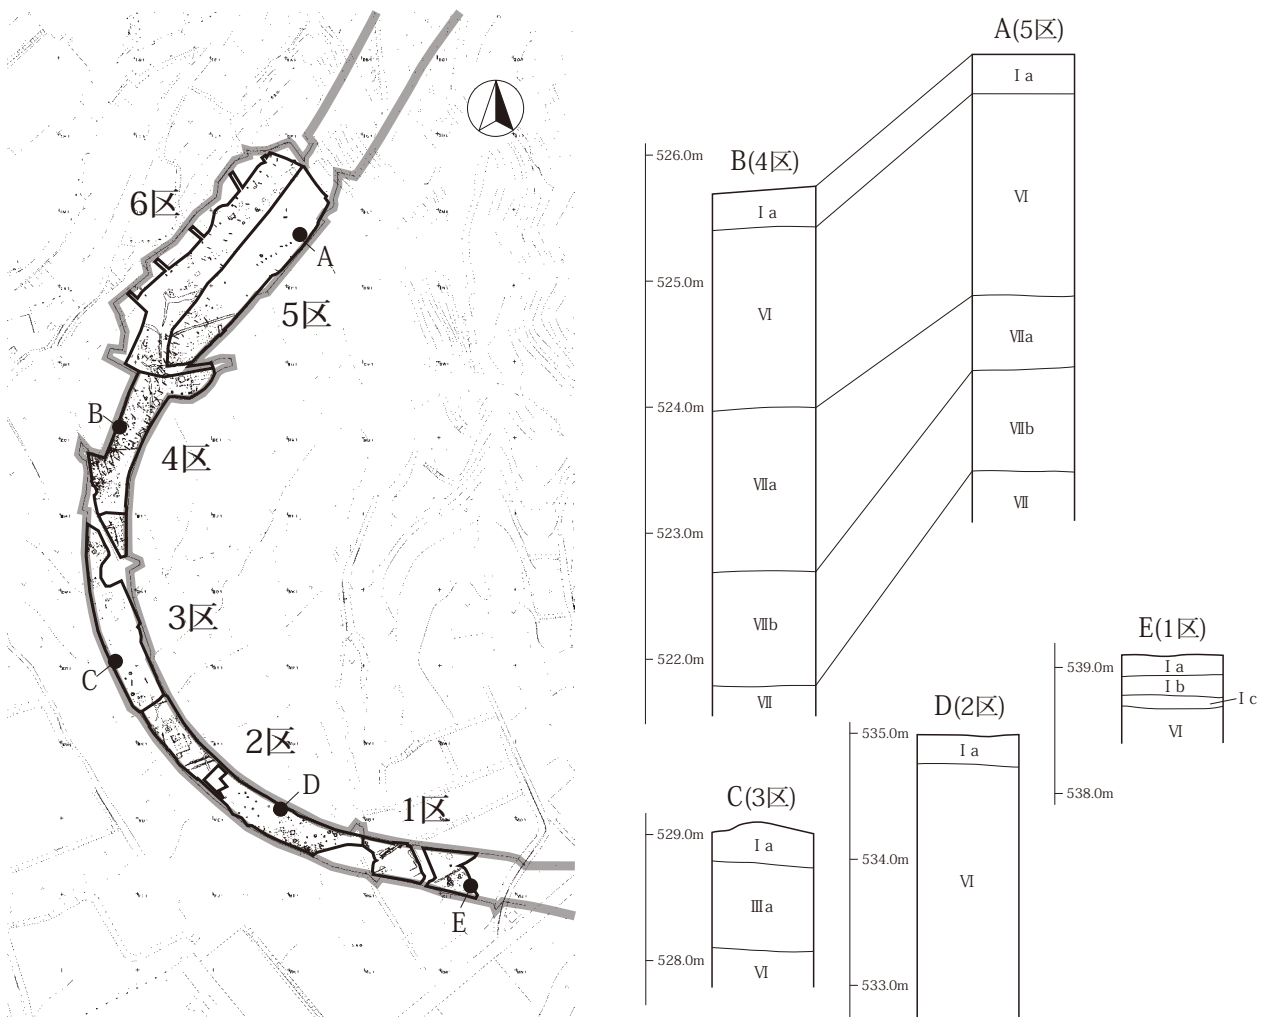 6区
A
5区
B
4区
3区
C
2区
D
1区
E
A(5区)
Ⅰa
Ⅵ
Ⅶa
Ⅶb
Ⅶ
B(4区)
526.0m
525.0m
524.0m
523.0m
522.0m
Ⅰa
Ⅵ
Ⅶa
Ⅶb
Ⅶ
E(1区)
539.0m
538.0m
Ⅰa
Ⅰb
Ⅰc
Ⅵ
D(2区)
535.0m
534.0m
533.0m
Ⅰa
Ⅵ
C(3区)
529.0m
528.0m
Ⅰa
Ⅲa
Ⅵ